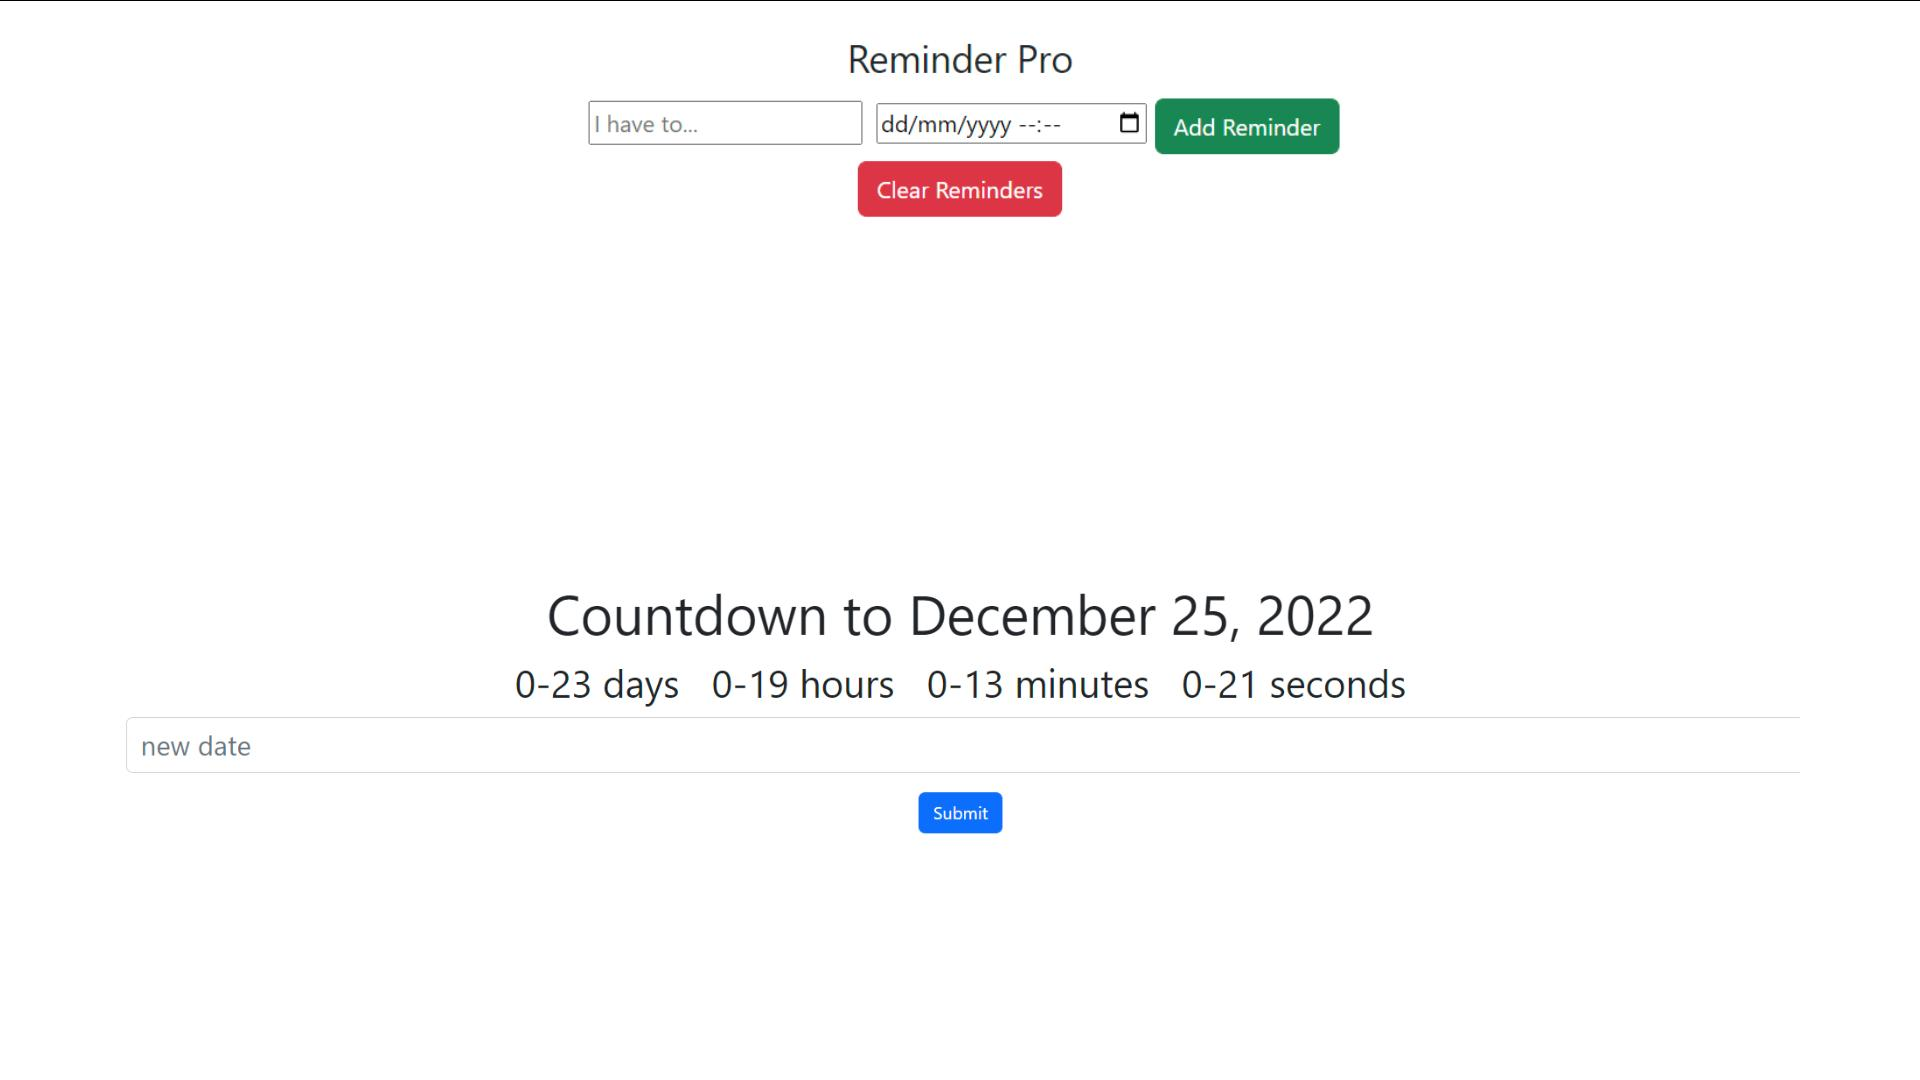 Reminder Pro
I have to... dd/mm/yyyy --:-- Add Reminder
Clear Reminders
Countdown to December 25, 2022
0-23 days 0-19 hours 0-13 minutes 0-21 seconds
new date
Submit